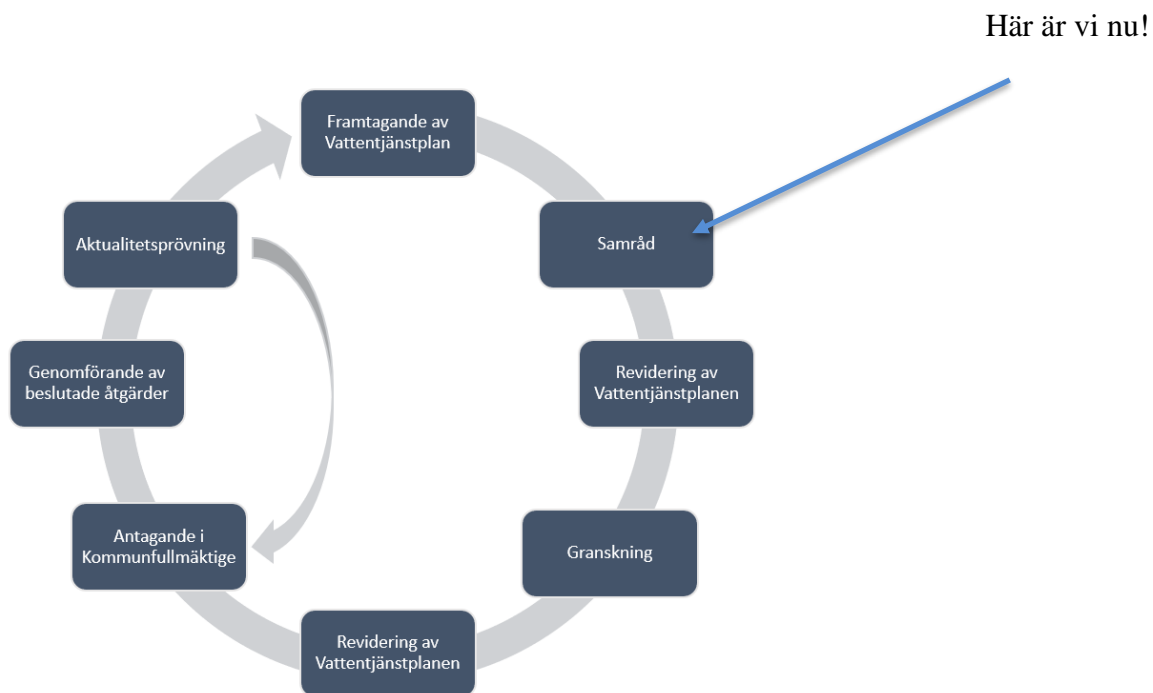 Här är vi nu!
Framtagande av
Vattentjänstplan
Samråd
Revidering av
Vattentjänstplanen
Granskning
Revidering av
Vattentjänstplanen
Antagande i
Kommunfullmäktige
Genomförande av
beslutade åtgärder
Aktualitetsprövning